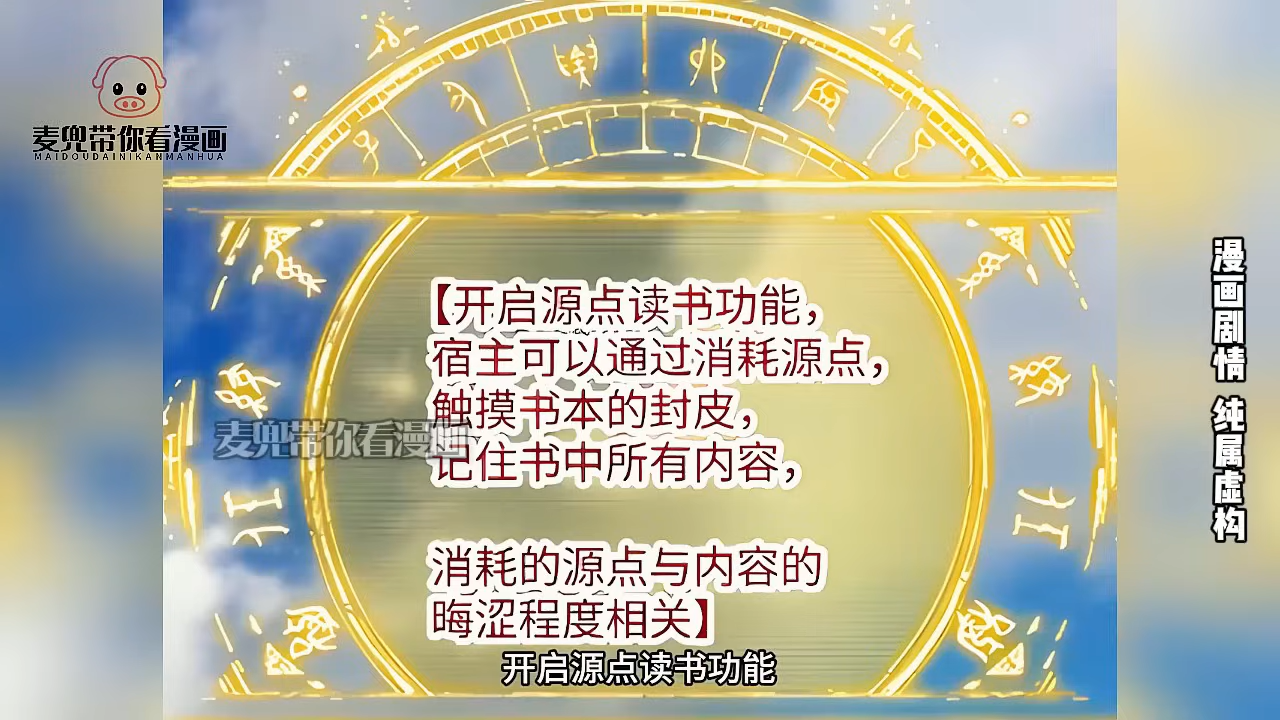 麦兜带你看漫画
MAIDOUDAINIKANMANHUA
【开启源点读书功能，
宿主可以通过消耗源点，
触摸书本的封皮，
麦兜带你看漫画
记住书中所有内容，
消耗的源点与内容的
晦涩程度相关】
开启源点读书功能
漫画剧情 纯属虚构